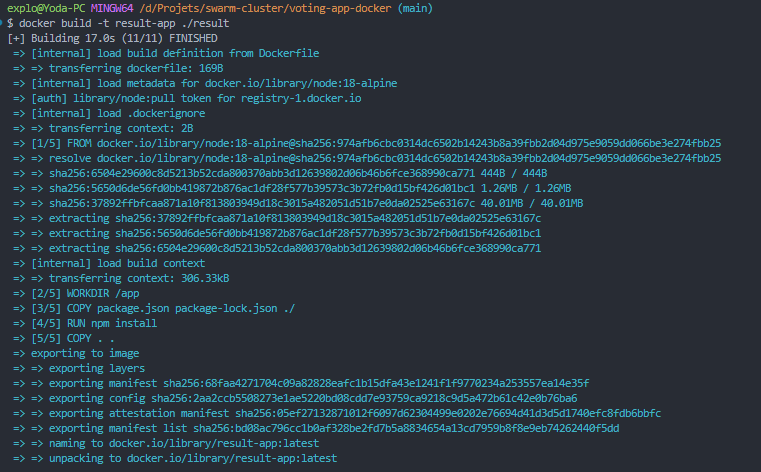 explo@Yoda-PC MINGW64 /d/Projets/swarm-cluster/voting-app-docker (main)
$ docker build -t result-app ./result
[+] Building 17.0s (11/11) FINISHED
=> [internal] load build definition from Dockerfile
=> => transferring dockerfile: 169B
=> [internal] load metadata for docker.io/library/node:18-alpine
=> [auth] library/node:pull token for registry-1.docker.io
=> [internal] load .dockerignore
=> => transferring context: 2B
=> [1/5] FROM docker.io/library/node:18-alpine@sha256:974afb6cbc0314dc6502b14243b8a39fbb2d04d975e9059dd066be3e274fbb25
=> => resolve docker.io/library/node:18-alpine@sha256:974afb6cbc0314dc6502b14243b8a39fbb2d04d975e9059dd066be3e274fbb25
=> => sha256:6504e29600c8d5213b52cda800370abb3d12639802d06b46b6fce368990ca771 444B / 444B
=> => sha256:5650d6de56fd0bb419872b876ac1df28f577b39573c3b72fb0d15bf426d01bc1 1.26MB / 1.26MB
=> => sha256:37892ffbfcaa871a10f813803949d18c3015a482051d51b7e0da02525e63167c 40.01MB / 40.01MB
=> => extracting sha256:37892ffbfcaa871a10f813803949d18c3015a482051d51b7e0da02525e63167c
=> => extracting sha256:5650d6de56fd0bb419872b876ac1df28f577b39573c3b72fb0d15bf426d01bc1
=> => extracting sha256:6504e29600c8d5213b52cda800370abb3d12639802d06b46b6fce368990ca771
=> [internal] load build context
=> => transferring context: 306.33kB
=> [2/5] WORKDIR /app
=> [3/5] COPY package.json package-lock.json ./
=> [4/5] RUN npm install
=> [5/5] COPY . .
=> exporting to image
=> => exporting layers
=> => exporting manifest sha256:68faa4271704c09a82828eafc1b15dfa43e1241f1f9770234a253557ea14e35f
=> => exporting config sha256:2aa2ccb5508273e1ae5220bd08cdd7e93759ca9218c9d5a472b61c42e0b76ba6
=> => exporting attestation manifest sha256:05ef27132871012f6097d62304499e0202e76694d41d3d5d1740efc8fdb6bbfc
=> => exporting manifest list sha256:bd08ac796cc1b0af328be2fd7b5a8834654a13cd7959b8f8e9eb74262440f5dd
=> => naming to docker.io/library/result-app:latest
=> => unpacking to docker.io/library/result-app:latest